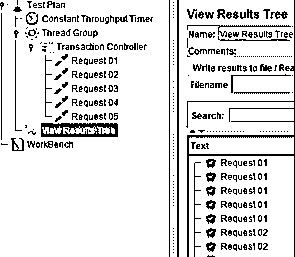 Test Plan
Constant Throughput Timer
Thread Group
Transaction Controller
Request 01
Request 02
Request 03
Request 04
Request 05
View Results Tree
WorkBench
View Results Tree
Name: View Results Tree
Comments:
Write results to file / Rea
Filename
Search:
Text
Request 01
Request 01
Request 01
Request 01
Request 01
Request 02
Request 02